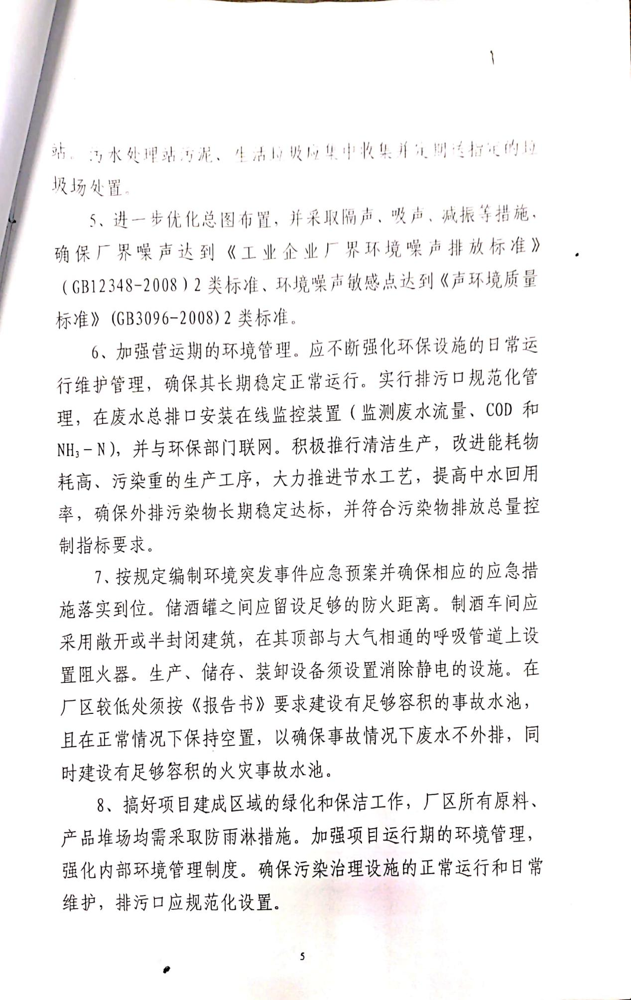 站。污水处理站污泥、生活垃圾应集中收集并定期送指定的垃
圾场处置。
5、进一步优化总图布置，并采取隔声、吸声、减振等措施，
确保厂界噪声达到《工业企业厂界环境噪声排放标准》
（GB12348-2008）2类标准、环境噪声敏感点达到《声环境质量
标准》(GB3096-2008)2类标准。
6、加强营运期的环境管理。应不断强化环保设施的日常运
行维护管理，确保其长期稳定正常运行。实行排污口规范化管
理，在废水总排口安装在线监控装置（监测废水流量、COD 和
NH₃－N），并与环保部门联网。积极推行清洁生产，改进能耗物
耗高、污染重的生产工序，大力推进节水工艺，提高中水回用
率，确保外排污染物长期稳定达标，并符合污染物排放总量控
制指标要求。
7、按规定编制环境突发事件应急预案并确保相应的应急措
施落实到位。储酒罐之间应留设足够的防火距离。制酒车间应
采用敞开或半封闭建筑，在其顶部与大气相通的呼吸管道上设
置阻火器。生产、储存、装卸设备须设置消除静电的设施。在
厂区较低处须按《报告书》要求建设有足够容积的事故水池，
且在正常情况下保持空置，以确保事故情况下废水不外排，同
时建设有足够容积的火灾事故水池。
8、搞好项目建成区域的绿化和保洁工作，厂区所有原料、
产品堆场均需采取防雨淋措施。加强项目运行期的环境管理，
强化内部环境管理制度。确保污染治理设施的正常运行和日常
维护，排污口应规范化设置。
5